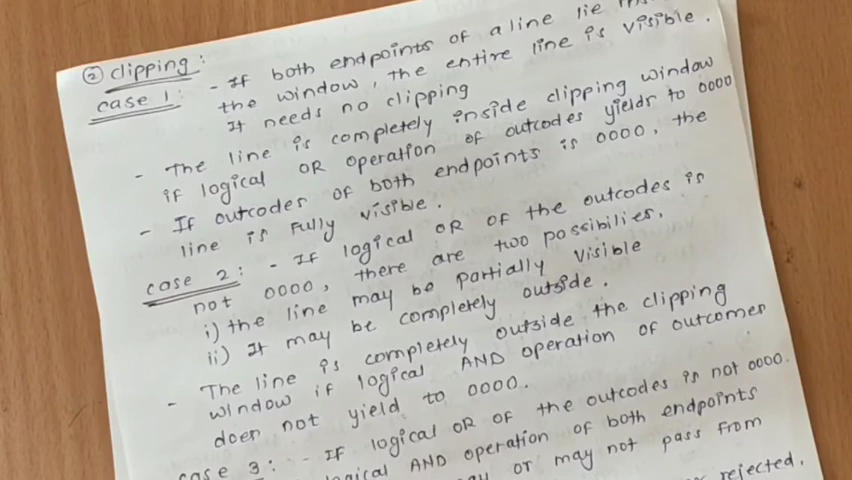 ② clipping:
case 1: - If both endpoints of a line lie
the window, the entire line is visible.
It needs no clipping
- The line is completely inside clipping window
if logical OR operation of outcodes yields to 0000
- If outcodes of both endpoints is 0000, the
line is fully visible.
case 2: - If logical OR of the outcodes is
not 0000, there are two possibilies.
i) the line may be partially visible
ii) It may be completely outside.
- The line is completely outside the clipping
window if logical AND operation of outcomes
does not yield to 0000.
case 3: - If logical OR of the outcodes is not 0000.
logical AND operation of both endpoints
or may not pass from
rejected.